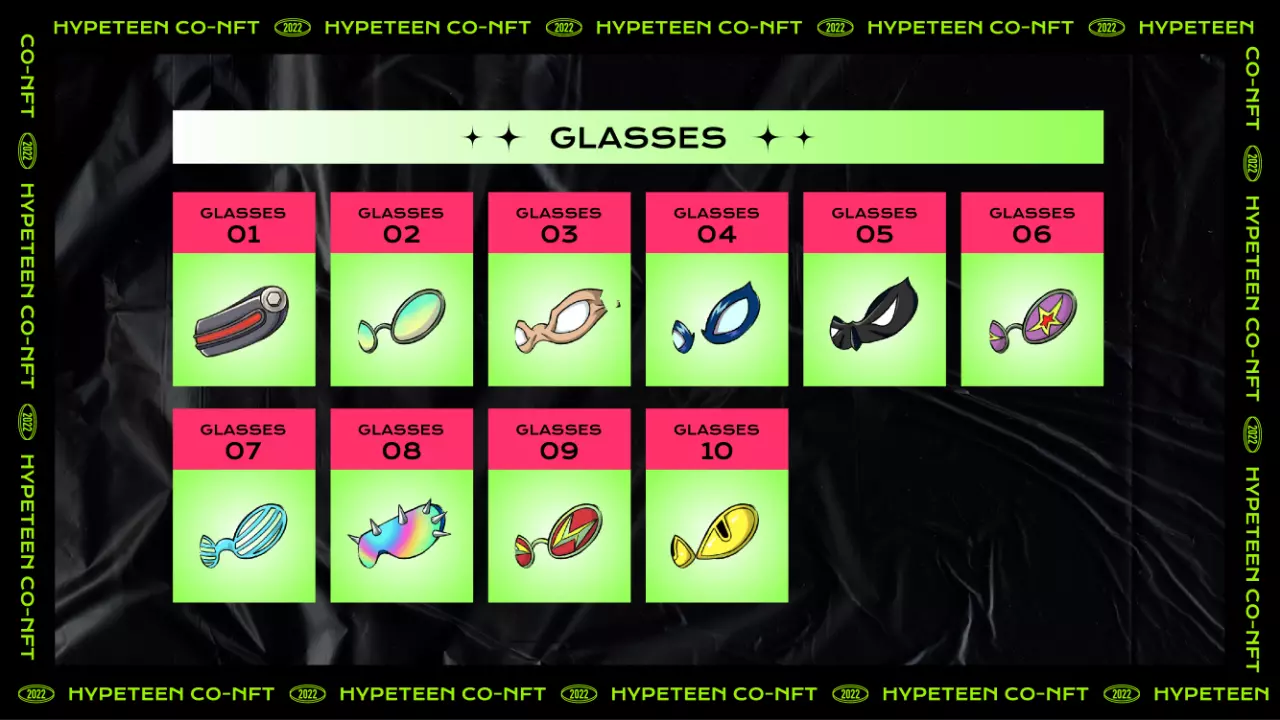 HYPETEEN CO-NFT 2022 HYPETEEN CO-NFT 2022 HYPETEEN CO-NFT 2022 HYPETEEN CO-NFT 2022 HYPETEEN
CO-NFT 2022 HYPETEEN CO-NFT 2022 HYPETEEN CO-NFT
CO-NFT 2022 HYPETEEN CO-NFT 2022 HYPETEEN CO-NFT
GLASSES
GLASSES
01
GLASSES
02
GLASSES
03
GLASSES
04
GLASSES
05
GLASSES
06
GLASSES
07
GLASSES
08
GLASSES
09
GLASSES
10
2022 HYPETEEN CO-NFT 2022 HYPETEEN CO-NFT 2022 HYPETEEN CO-NFT 2022 HYPETEEN CO-NFT 2022 HYPETEEN